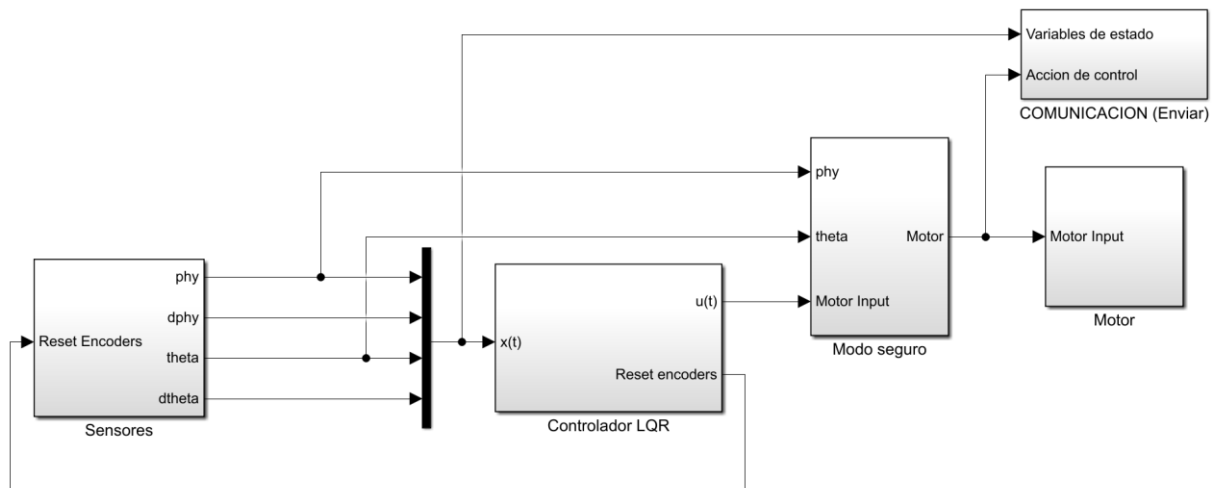 Variables de estado
Accion de control
COMUNICACION (Enviar)
phy
theta
Motor
Motor Input
Modo seguro
Motor Input
Motor
phy
dphy
Reset Encoders
theta
dtheta
Sensores
u(t)
x(t)
Reset encoders
Controlador LQR